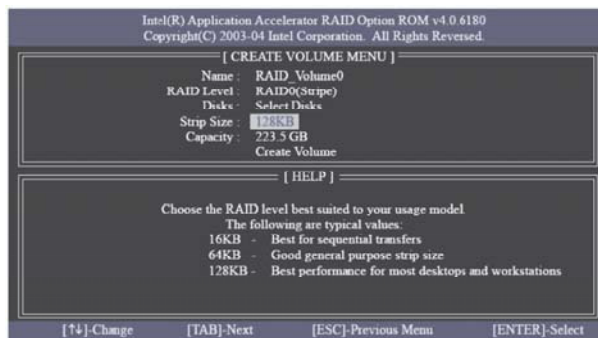 Intel(R) Application Accelerator RAID Option ROM v4.0.6180
Copyright(C) 2003-04 Intel Corporation. All Rights Reversed.
[ CREATE VOLUME MENU ]
Name : RAID_Volume0
RAID Level : RAID0(Stripe)
Disks : Select Disks
Strip Size : 128KB
Capacity : 223.5 GB
Create Volume
[ HELP ]
Choose the RAID level best suited to your usage model.
The following are typical values:
16KB - Best for sequential transfers
64KB - Good general purpose strip size
128KB - Best performance for most desktops and workstations
[↑↓]-Change [TAB]-Next [ESC]-Previous Menu [ENTER]-Select